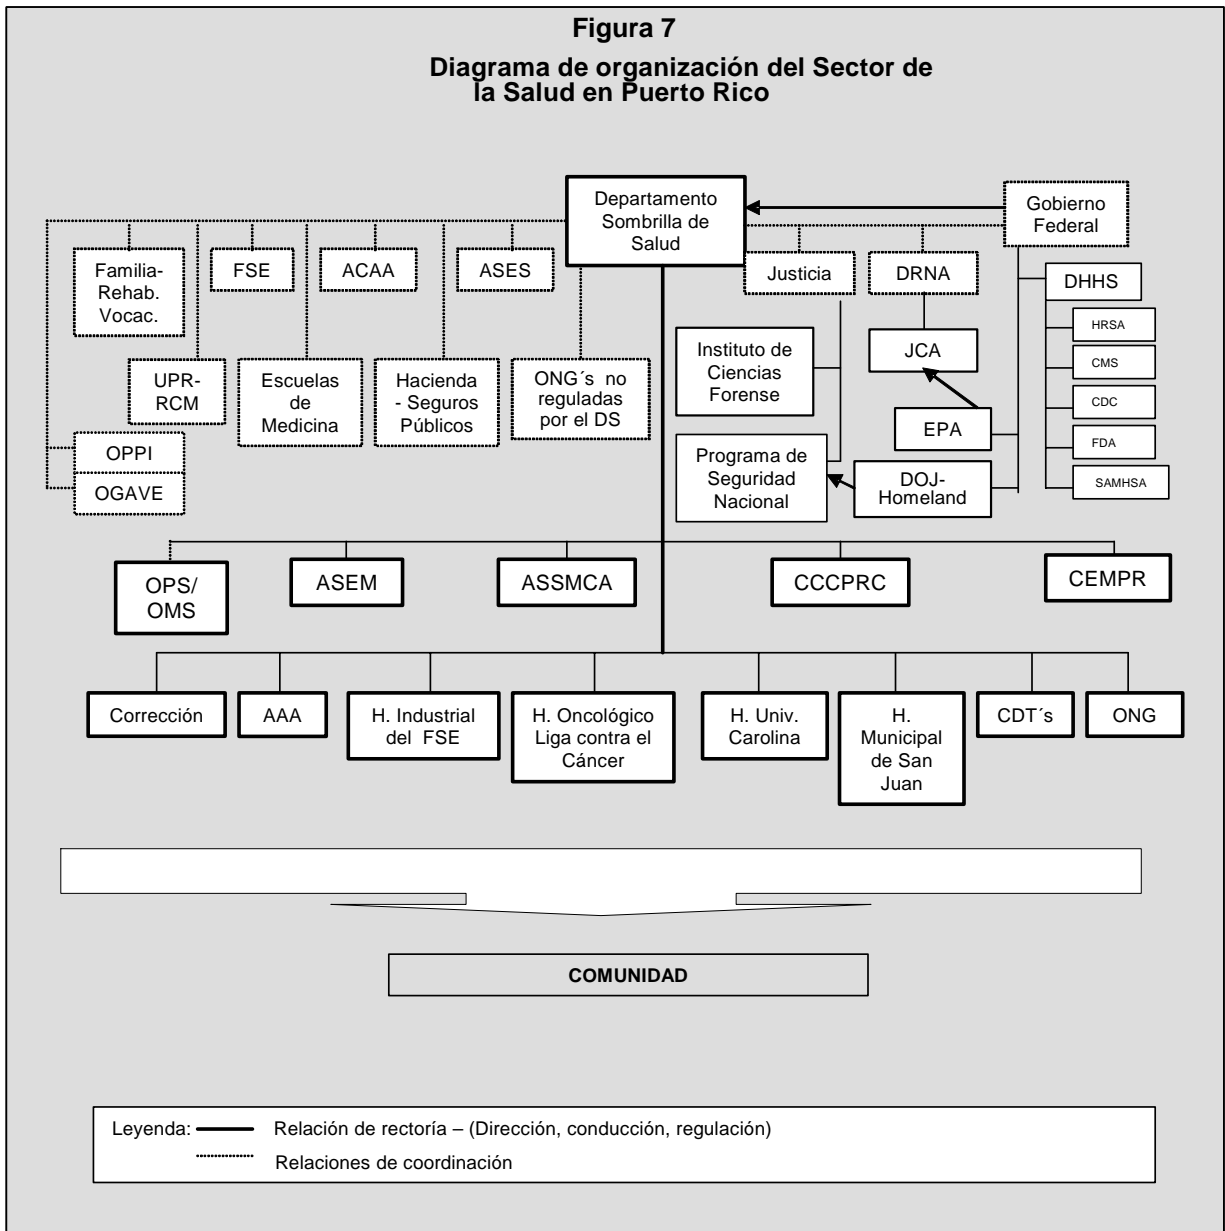 Figura 7
Diagrama de organización del Sector de
la Salud en Puerto Rico
Departamento
Sombrilla de
Salud
Gobierno
Federal
Familia-
Rehab.
Vocac.
FSE
ACAA
ASES
Justicia
DRNA
DHHS
HRSA
CMS
CDC
FDA
SAMHSA
UPR-
RCM
Escuelas
de
Medicina
Hacienda
- Seguros
Públicos
ONG´s no
reguladas
por el DS
Instituto de
Ciencias
Forense
JCA
EPA
OPPI
OGAVE
Programa de
Seguridad
Nacional
DOJ-
Homeland
OPS/
OMS
ASEM
ASSMCA
CCCPRC
CEMPR
Corrección
AAA
H. Industrial
del FSE
H. Oncológico
Liga contra el
Cáncer
H. Univ.
Carolina
H.
Municipal
de San
Juan
CDT´s
ONG
COMUNIDAD
Leyenda: Relación de rectoría – (Dirección, conducción, regulación)
Relaciones de coordinación